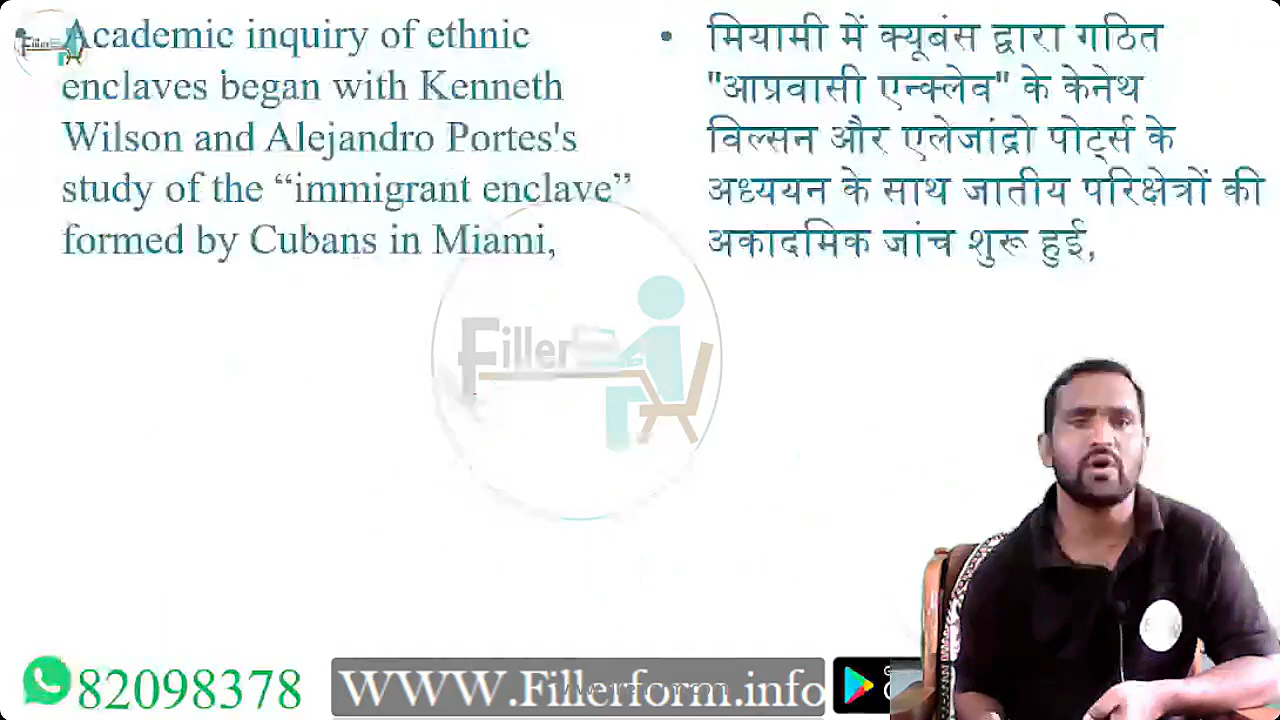 Academic inquiry of ethnic
enclaves began with Kenneth
Wilson and Alejandro Portes's
study of the “immigrant enclave”
formed by Cubans in Miami,
मियामी में क्यूबंस द्वारा गठित
"आप्रवासी एन्क्लेव" के केनेथ
विल्सन और एलेजांद्रो पोर्ट्स के
अध्ययन के साथ जातीय परिक्षेत्रों की
अकादमिक जांच शुरू हुई,
Filler
82098378
WWW.Fillerform.info